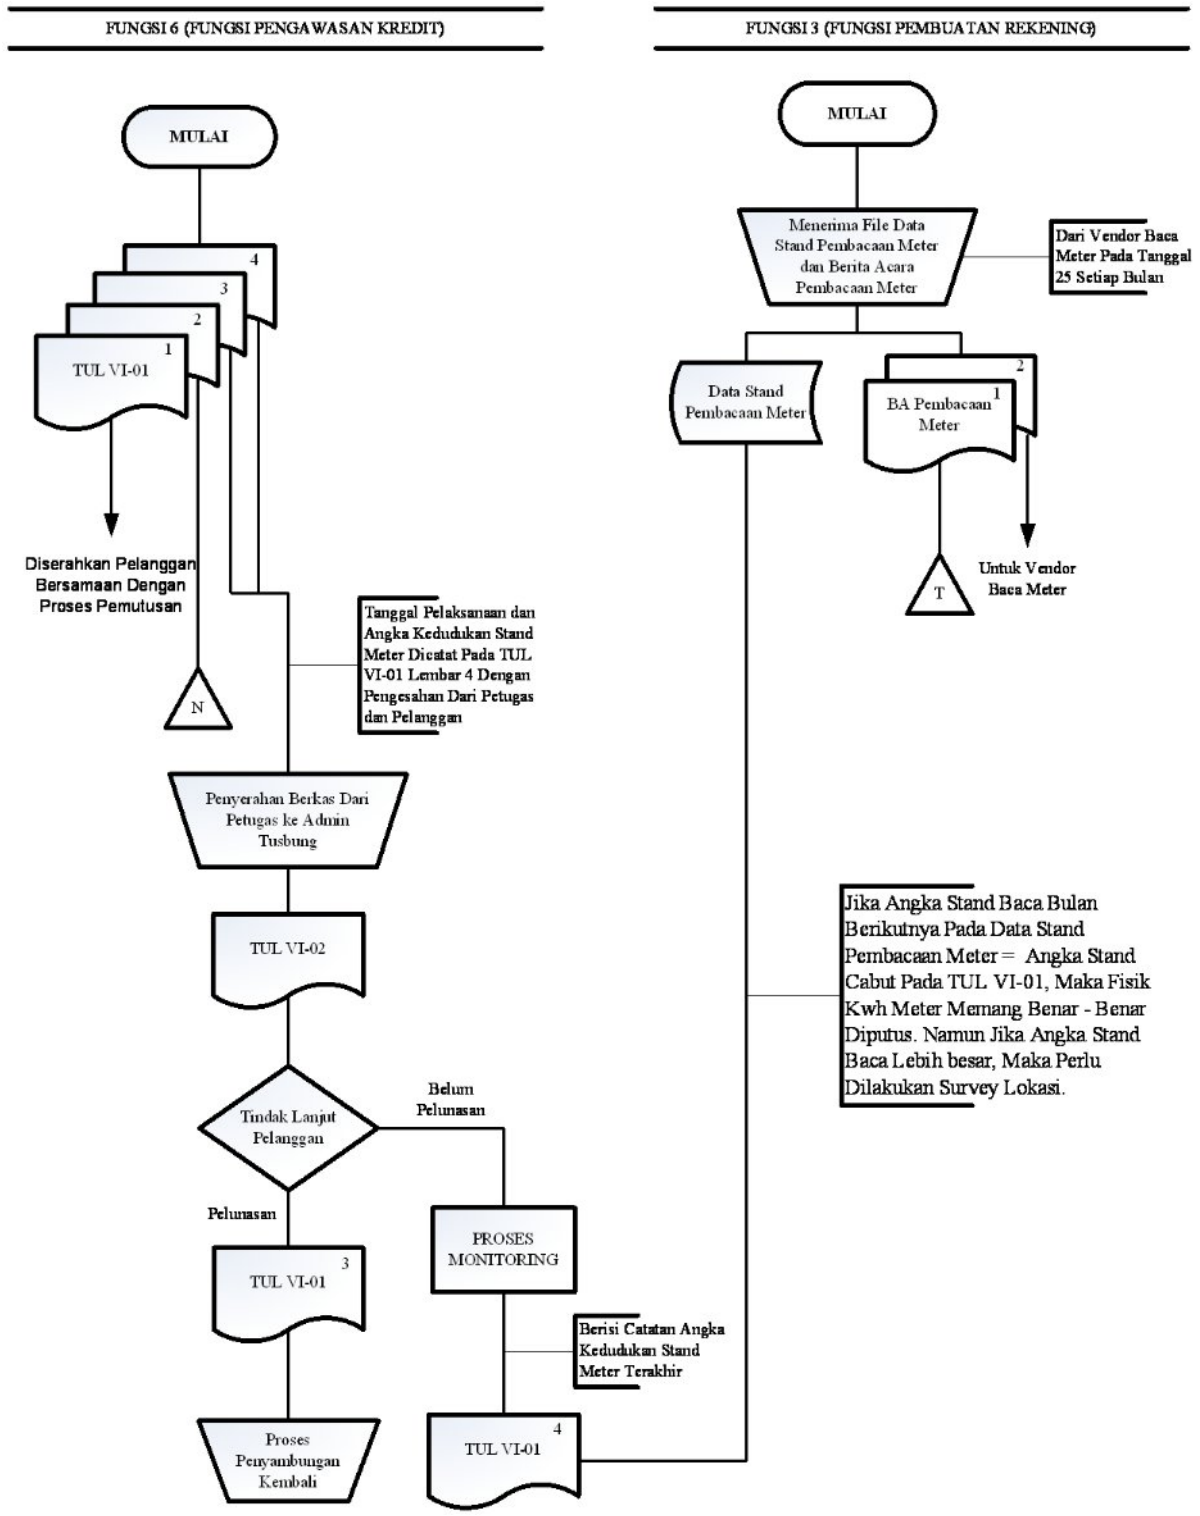 FUNGSI 6 (FUNGSI PENGAWASAN KREDIT)
FUNGSI 3 (FUNGSI PEMBUATAN REKENING)
MULAI
4
3
2
1
TUL VI-01
Diserahkan Pelanggan
Bersamaan Dengan
Proses Pemutusan
N
Tanggal Pelaksanaan dan
Angka Kedudukan Stand
Meter Dicatat Pada TUL
VI-01 Lembar 4 Dengan
Pengesahan Dari Petugas
dan Pelanggan
Penyerahan Berkas Dari
Petugas ke Admin
Tusbung
TUL VI-02
Tindak Lanjut
Pelanggan
Belum
Pelunasan
Pelunasan
3
TUL VI-01
Proses
Penyambungan
Kembali
PROSES
MONITORING
Berisi Catatan Angka
Kedudukan Stand
Meter Terakhir
4
TUL VI-01
MULAI
Menerima File Data
Stand Pembacaan Meter
dan Berita Acara
Pembacaan Meter
Dari Vendor Baca
Meter Pada Tanggal
25 Setiap Bulan
Data Stand
Pembacaan Meter
2
1
BA Pembacaan
Meter
T
Untuk Vendor
Baca Meter
Jika Angka Stand Baca Bulan
Berikutnya Pada Data Stand
Pembacaan Meter = Angka Stand
Cabut Pada TUL VI-01, Maka Fisik
Kwh Meter Memang Benar - Benar
Diputus. Namun Jika Angka Stand
Baca Lebih besar, Maka Perlu
Dilakukan Survey Lokasi.